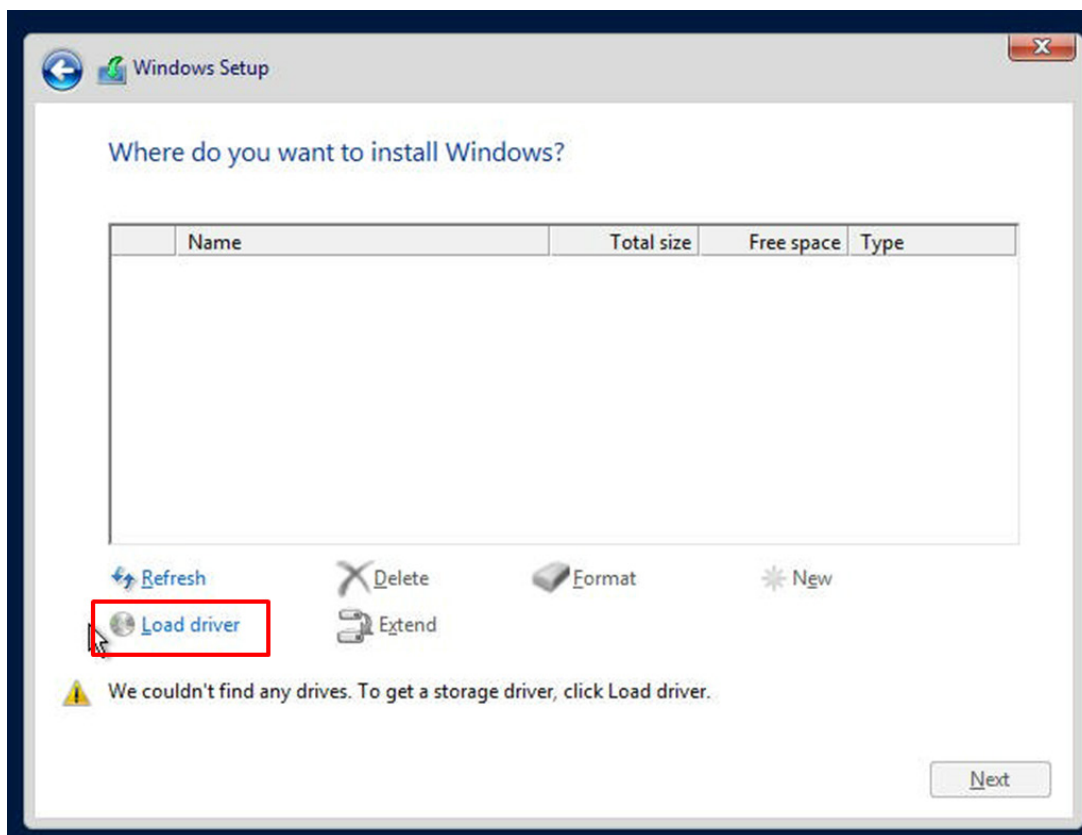 Windows Setup
Where do you want to install Windows?
Name Total size Free space Type
Refresh Delete Format New
Load driver Extend
We couldn't find any drives. To get a storage driver, click Load driver.
Next